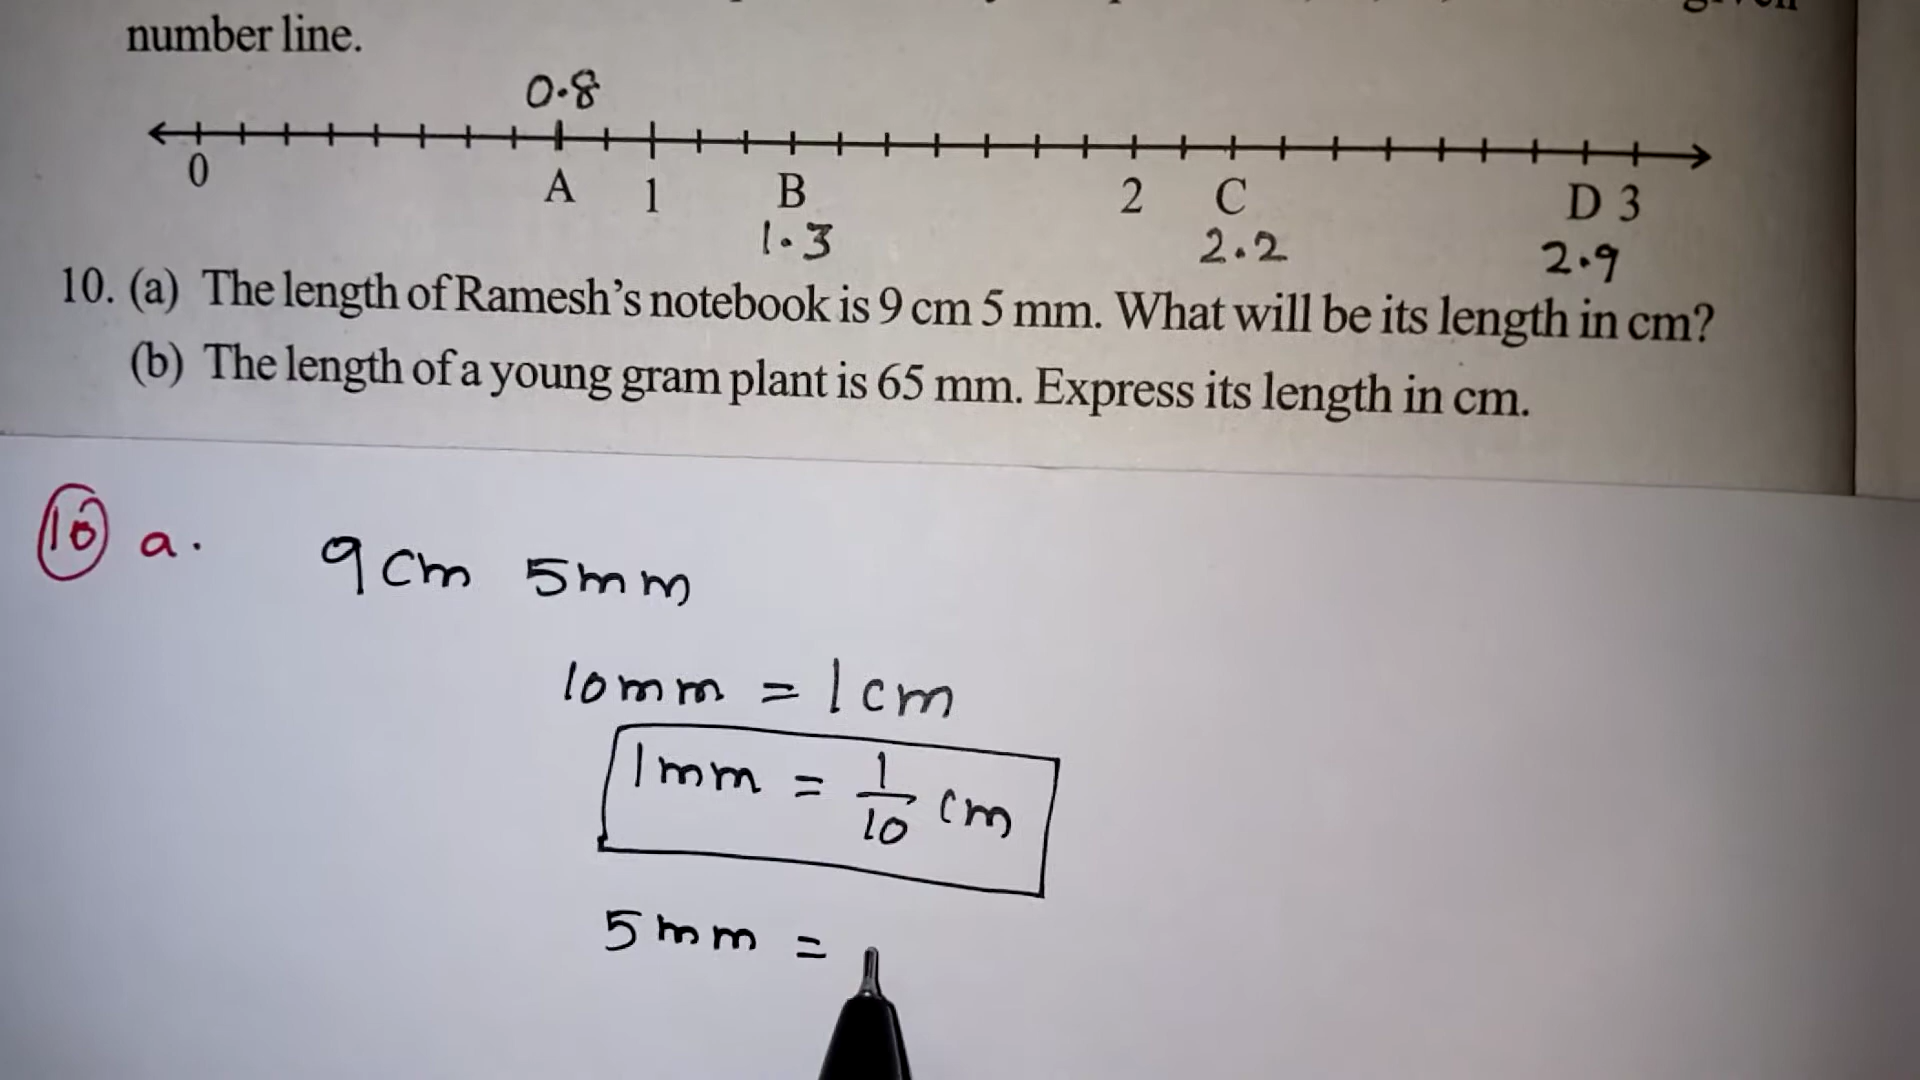 number line.
0.8
0 A 1 B 2 C D 3
1.3 2.2 2.9
10. (a) The length of Ramesh's notebook is 9 cm 5 mm. What will be its length in cm?
(b) The length of a young gram plant is 65 mm. Express its length in cm.
10 a. 9 cm 5 mm
10 mm = 1 cm
1 mm = 1/10 cm
5 mm =